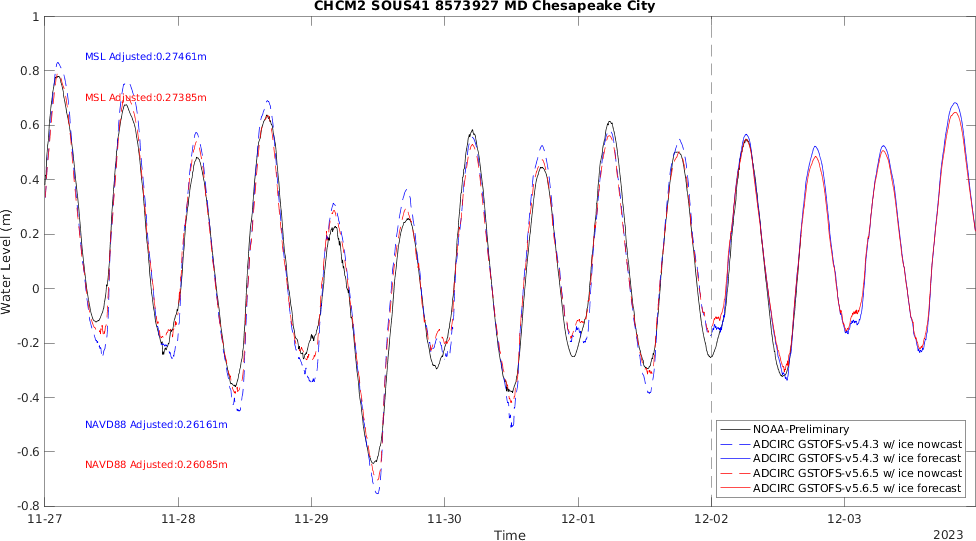 CHCM2 SOUS41 8573927 MD Chesapeake City
1
0.8
0.6
0.4
0.2
0
-0.2
-0.4
-0.6
-0.8
Water Level (m)
MSL Adjusted:0.27461m
MSL Adjusted:0.27385m
NAVD88 Adjusted:0.26161m
NAVD88 Adjusted:0.26085m
NOAA-Preliminary
ADCIRC GSTOFS-v5.4.3 w/ ice nowcast
ADCIRC GSTOFS-v5.4.3 w/ ice forecast
ADCIRC GSTOFS-v5.6.5 w/ ice nowcast
ADCIRC GSTOFS-v5.6.5 w/ ice forecast
11-27 11-28 11-29 11-30 12-01 12-02 12-03
Time
2023